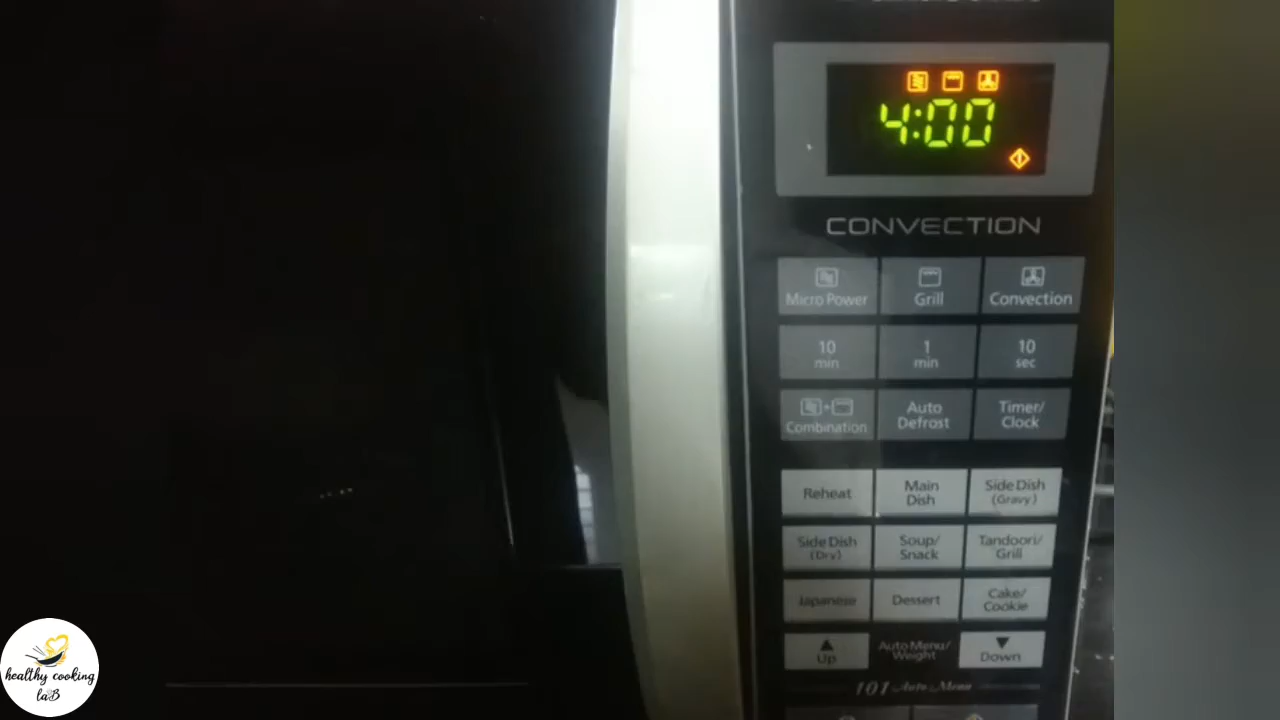 4:00
CONVECTION
Micro Power
Grill
Convection
10
min
1
min
10
sec
Combination
Auto
Defrost
Timer/
Clock
Reheat
Main
Dish
Side Dish
(Gravy)
Side Dish
(Dry)
Soup/
Snack
Tandoori/
Grill
Japanese
Dessert
Cake/
Cookie
Up
Auto Menu/
Weight
Down
101 Auto Menu
healthy cooking
laB